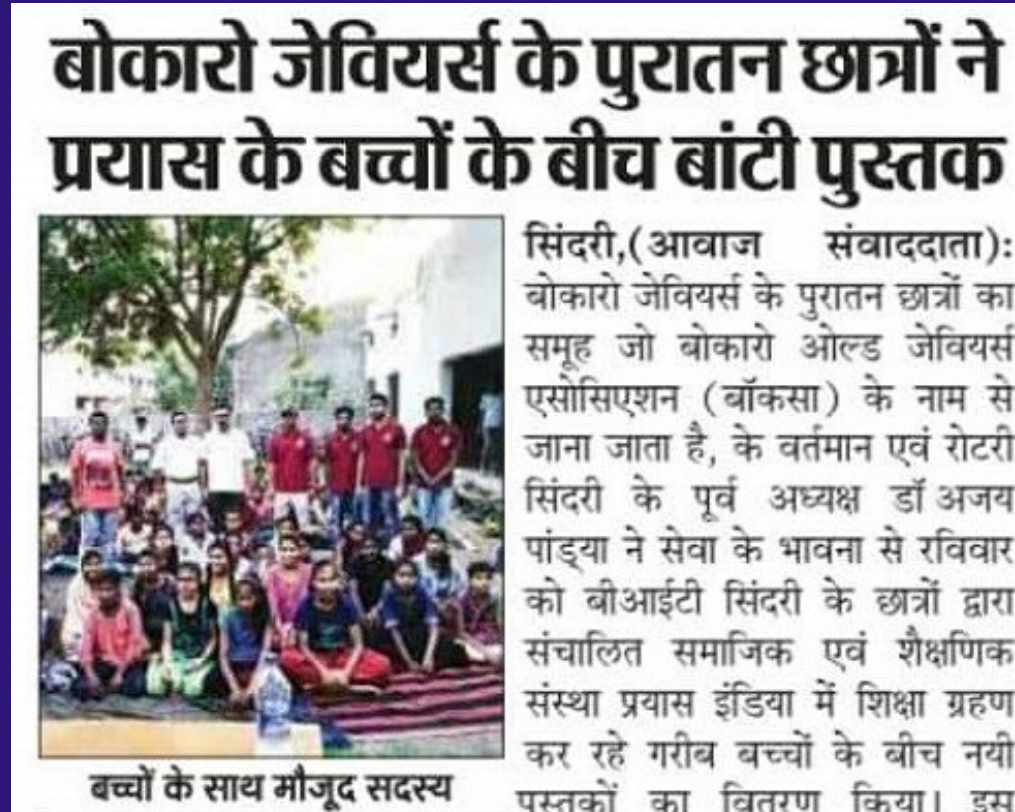 बोकारो जेवियर्स के पुरातन छात्रों ने
प्रयास के बच्चों के बीच बांटी पुस्तक
सिंदरी,(आवाज संवाददाता):
बोकारो जेवियर्स के पुरातन छात्रों का
समूह जो बोकारो ओल्ड जेवियर्स
एसोसिएशन (बॉकसा) के नाम से
जाना जाता है, के वर्तमान एवं रोटरी
सिंदरी के पूर्व अध्यक्ष डॉ अजय
पांड्या ने सेवा के भावना से रविवार
को बीआईटी सिंदरी के छात्रों द्वारा
संचालित समाजिक एवं शैक्षणिक
संस्था प्रयास इंडिया में शिक्षा ग्रहण
कर रहे गरीब बच्चों के बीच नयी
पुस्तकों का वितरण किया। इस
बच्चों के साथ मौजूद सदस्य